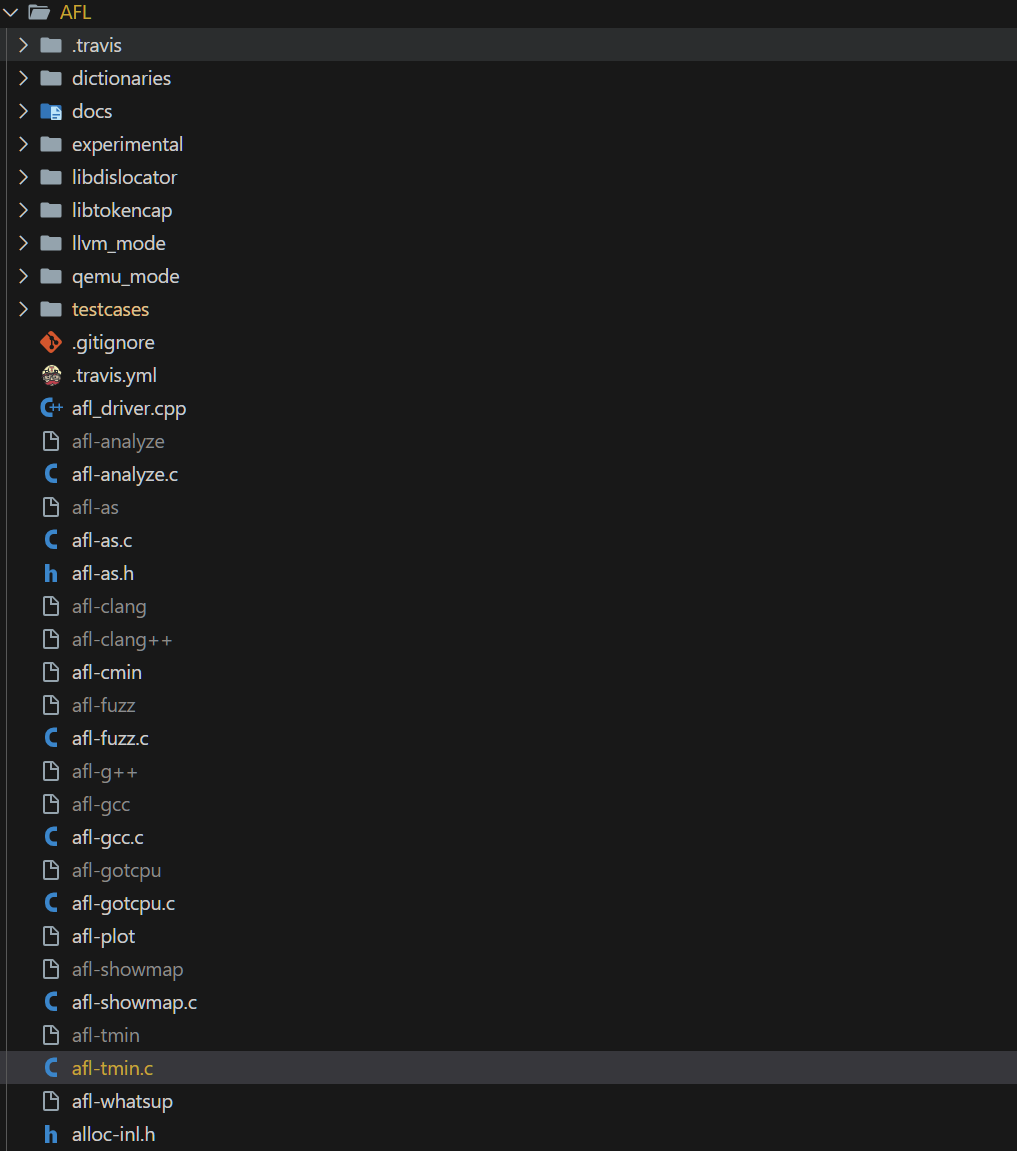 AFL
.travis
dictionaries
docs
experimental
libdislocator
libtokencap
llvm_mode
qemu_mode
testcases
.gitignore
.travis.yml
afl_driver.cpp
afl-analyze
afl-analyze.c
afl-as
afl-as.c
afl-as.h
afl-clang
afl-clang++
afl-cmin
afl-fuzz
afl-fuzz.c
afl-g++
afl-gcc
afl-gcc.c
afl-gotcpu
afl-gotcpu.c
afl-plot
afl-showmap
afl-showmap.c
afl-tmin
afl-tmin.c
afl-whatsup
alloc-inl.h